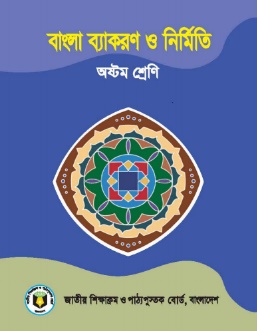 বাংলা ব্যাকরণ ও নির্মিতি
অষ্টম শ্রেণি
জাতীয় শিক্ষাক্রম ও পাঠ্যপুস্তক বোর্ড, বাংলাদেশ